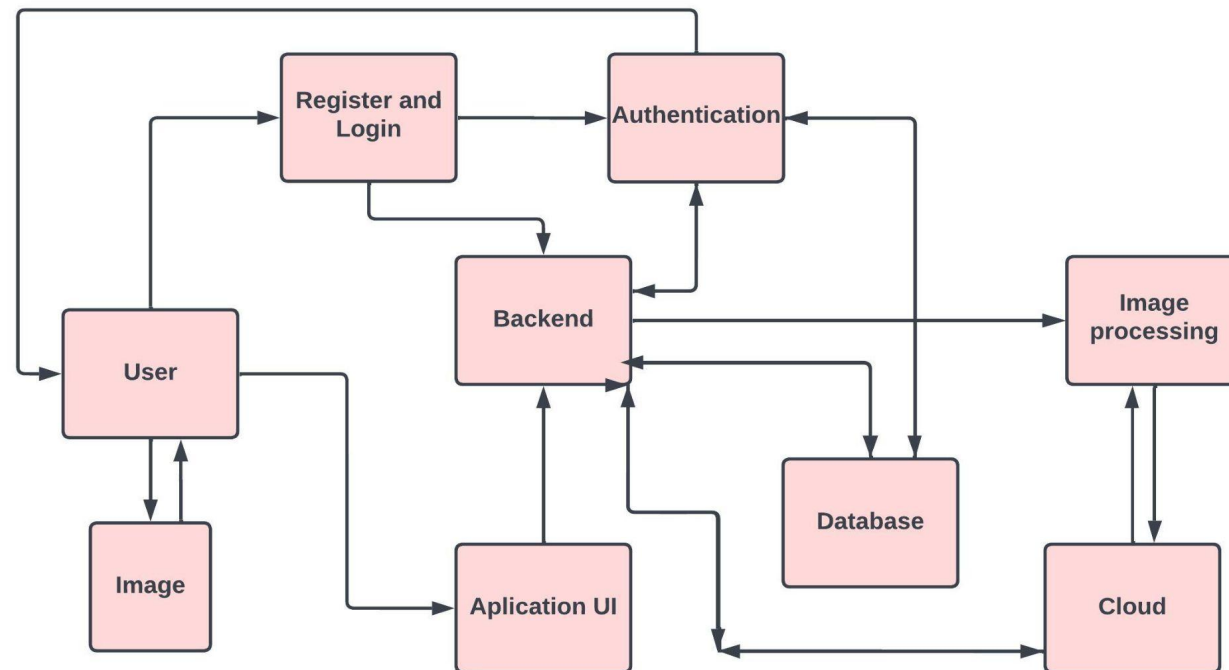 Register and
Login
Authentication
Backend
Image
processing
User
Database
Image
Aplication UI
Cloud